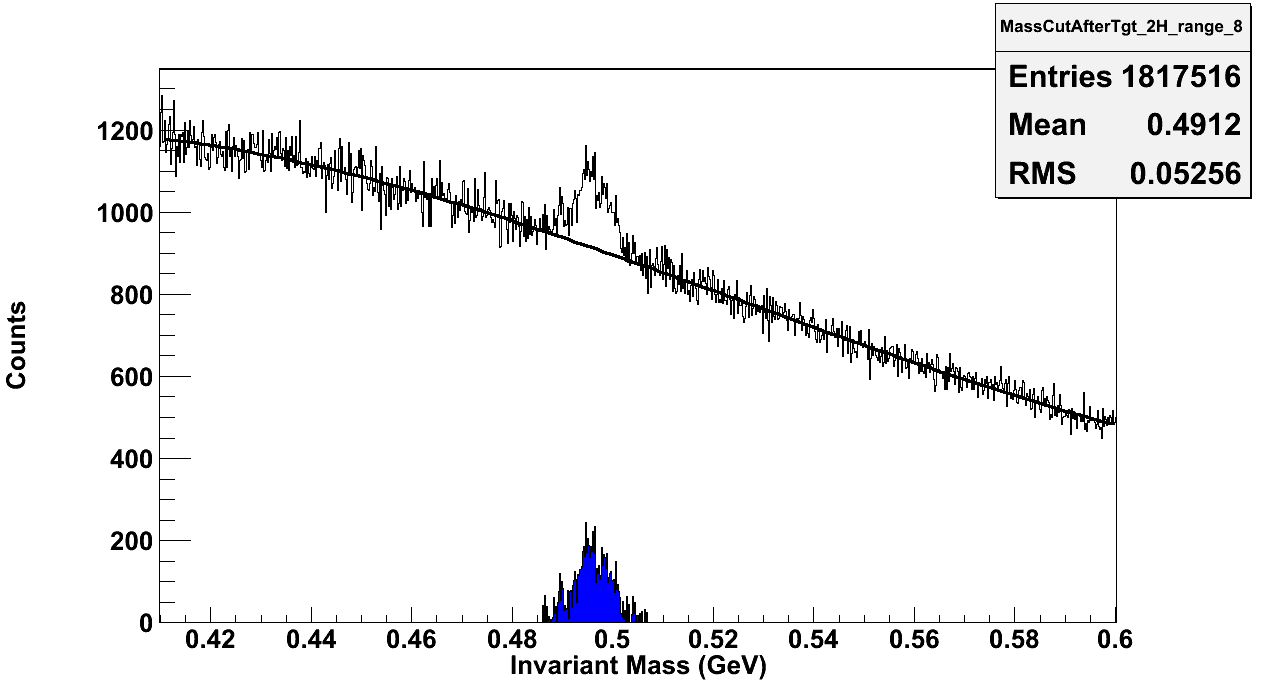 MassCutAfterTgt_2H_range_8
Entries 1817516
Mean 0.4912
RMS 0.05256
1200
1000
800
600
400
200
0
Counts
0.42 0.44 0.46 0.48 0.5 0.52 0.54 0.56 0.58 0.6
Invariant Mass (GeV)